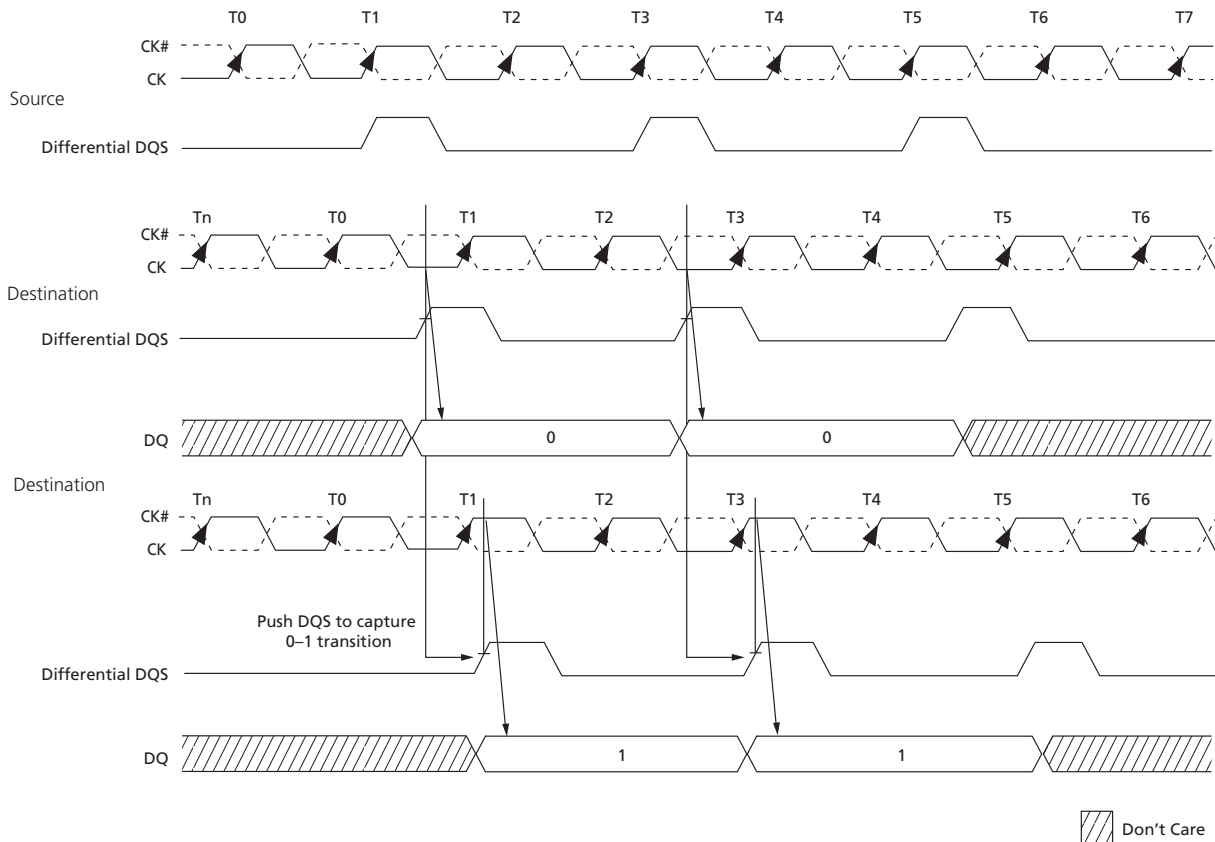 T0 T1 T2 T3 T4 T5 T6 T7
CK#
CK
Source
Differential DQS
Tn T0 T1 T2 T3 T4 T5 T6
CK#
CK
Destination
Differential DQS
DQ 0 0
Destination
Tn T0 T1 T2 T3 T4 T5 T6
CK#
CK
Push DQS to capture
0–1 transition
Differential DQS
DQ 1 1
Don't Care